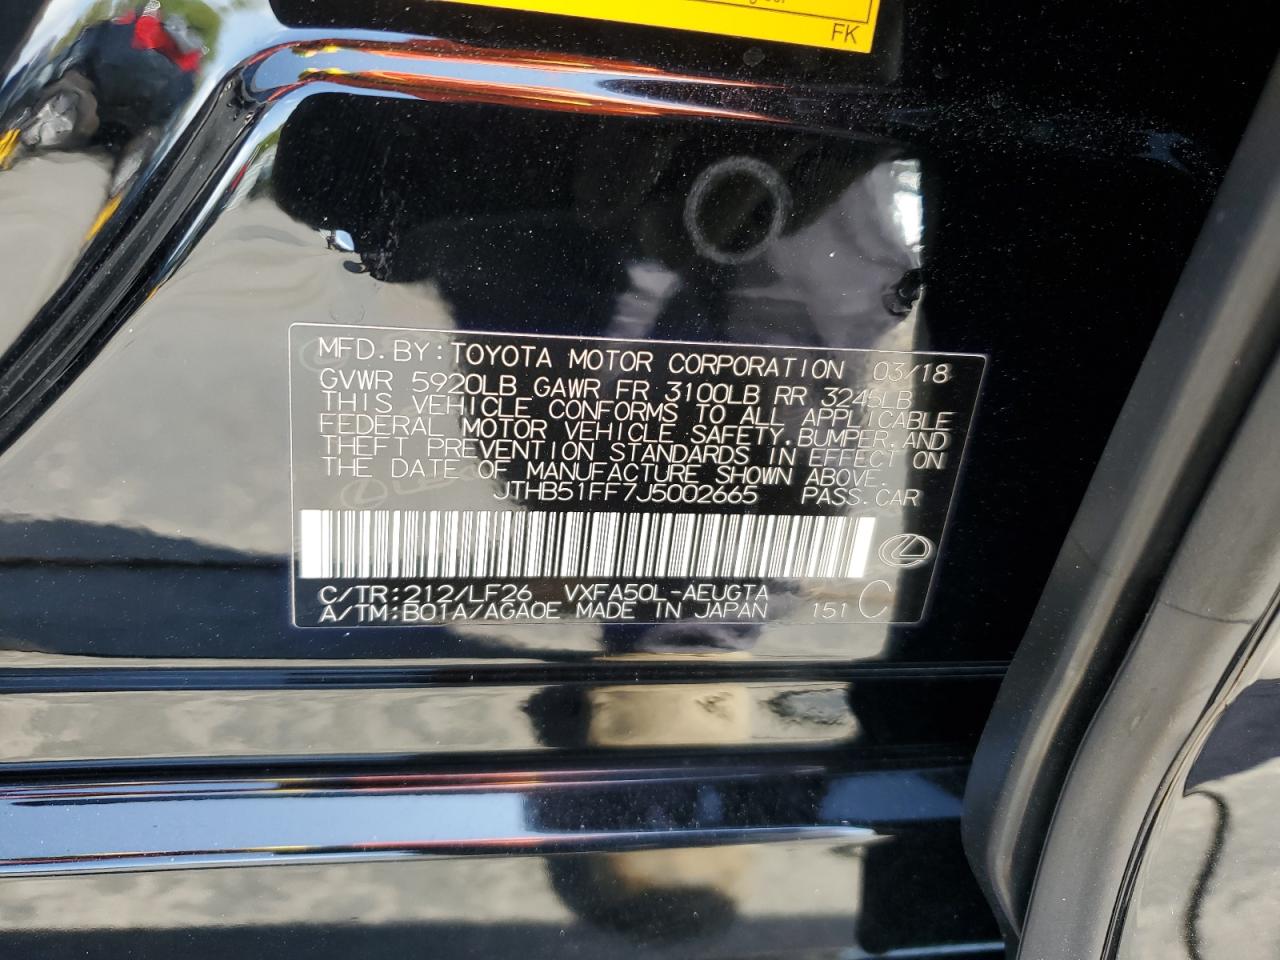 FK
MFD. BY: TOYOTA MOTOR CORPORATION 03/18
GVWR 5920LB GAWR FR 3100LB RR 3245LB
THIS VEHICLE CONFORMS TO ALL APPLICABLE
FEDERAL MOTOR VEHICLE SAFETY, BUMPER, AND
THEFT PREVENTION STANDARDS IN EFFECT ON
THE DATE OF MANUFACTURE SHOWN ABOVE.
JTHB51FF7J5002665 PASS. CAR
C/TR: 212/LF26 VXFA50L-AEUGTA
A/TM: B01A/AGA0E MADE IN JAPAN 151 C